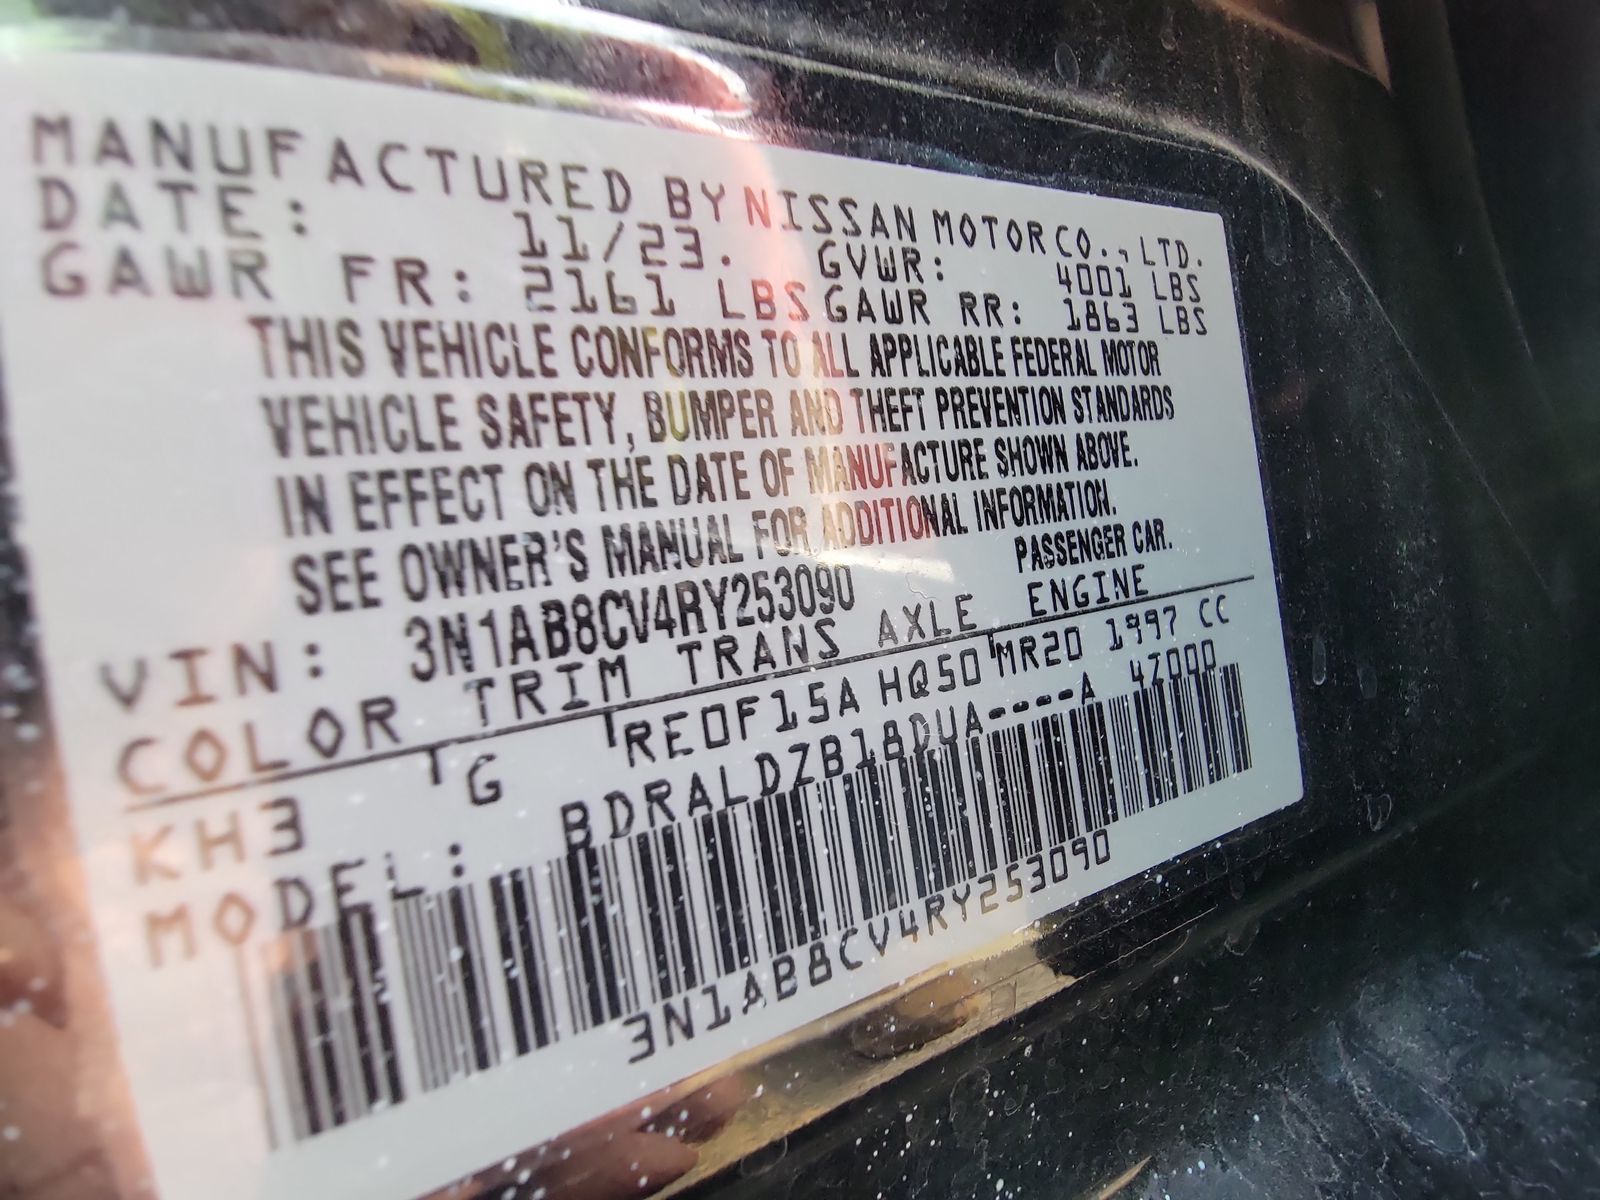 MANUFACTURED BY NISSAN MOTOR CO., LTD.
DATE: 11/23. GVWR: 4001 LBS
GAWR FR: 2161 LBS GAWR RR: 1863 LBS
THIS VEHICLE CONFORMS TO ALL APPLICABLE FEDERAL MOTOR
VEHICLE SAFETY, BUMPER AND THEFT PREVENTION STANDARDS
IN EFFECT ON THE DATE OF MANUFACTURE SHOWN ABOVE.
SEE OWNER'S MANUAL FOR ADDITIONAL INFORMATION.
PASSENGER CAR.
VIN: 3N1AB8CV4RY253090
COLOR TRIM TRANS AXLE ENGINE
KH3 G RE0F15A HQ50 MR20 1997 CC
MODEL: BDRALDZB18DUA----A 4Z000
3N1AB8CV4RY253090